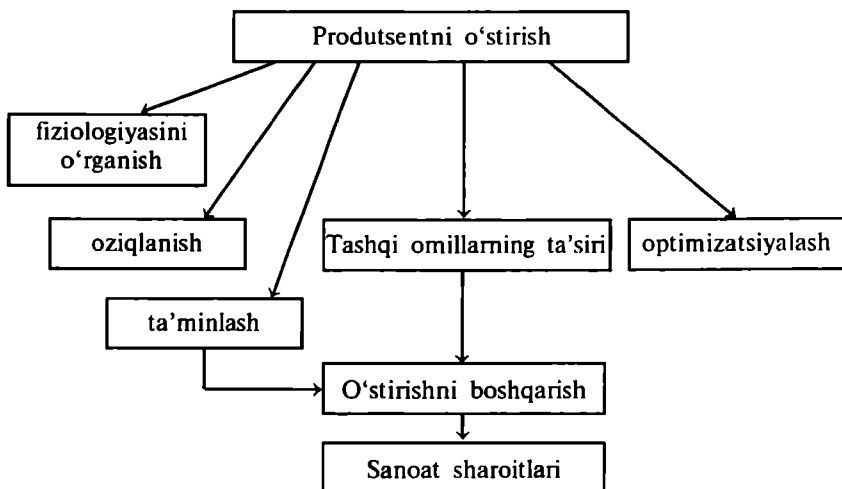 Produtsentni o‘stirish
fiziologiyasini
o‘rganish
oziqlanish
Tashqi omillarning ta’siri
optimizatsiyalash
ta’minlash
O‘stirishni boshqarish
Sanoat sharoitlari